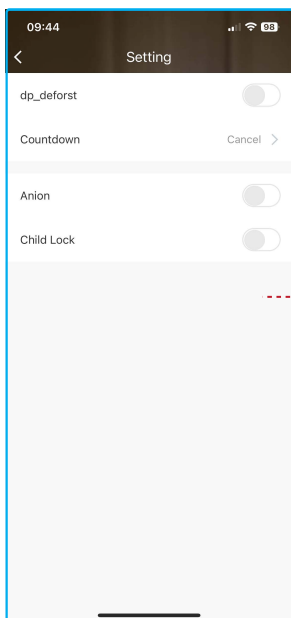 09:44
98
Setting
dp_deforst
Countdown Cancel
Anion
Child Lock